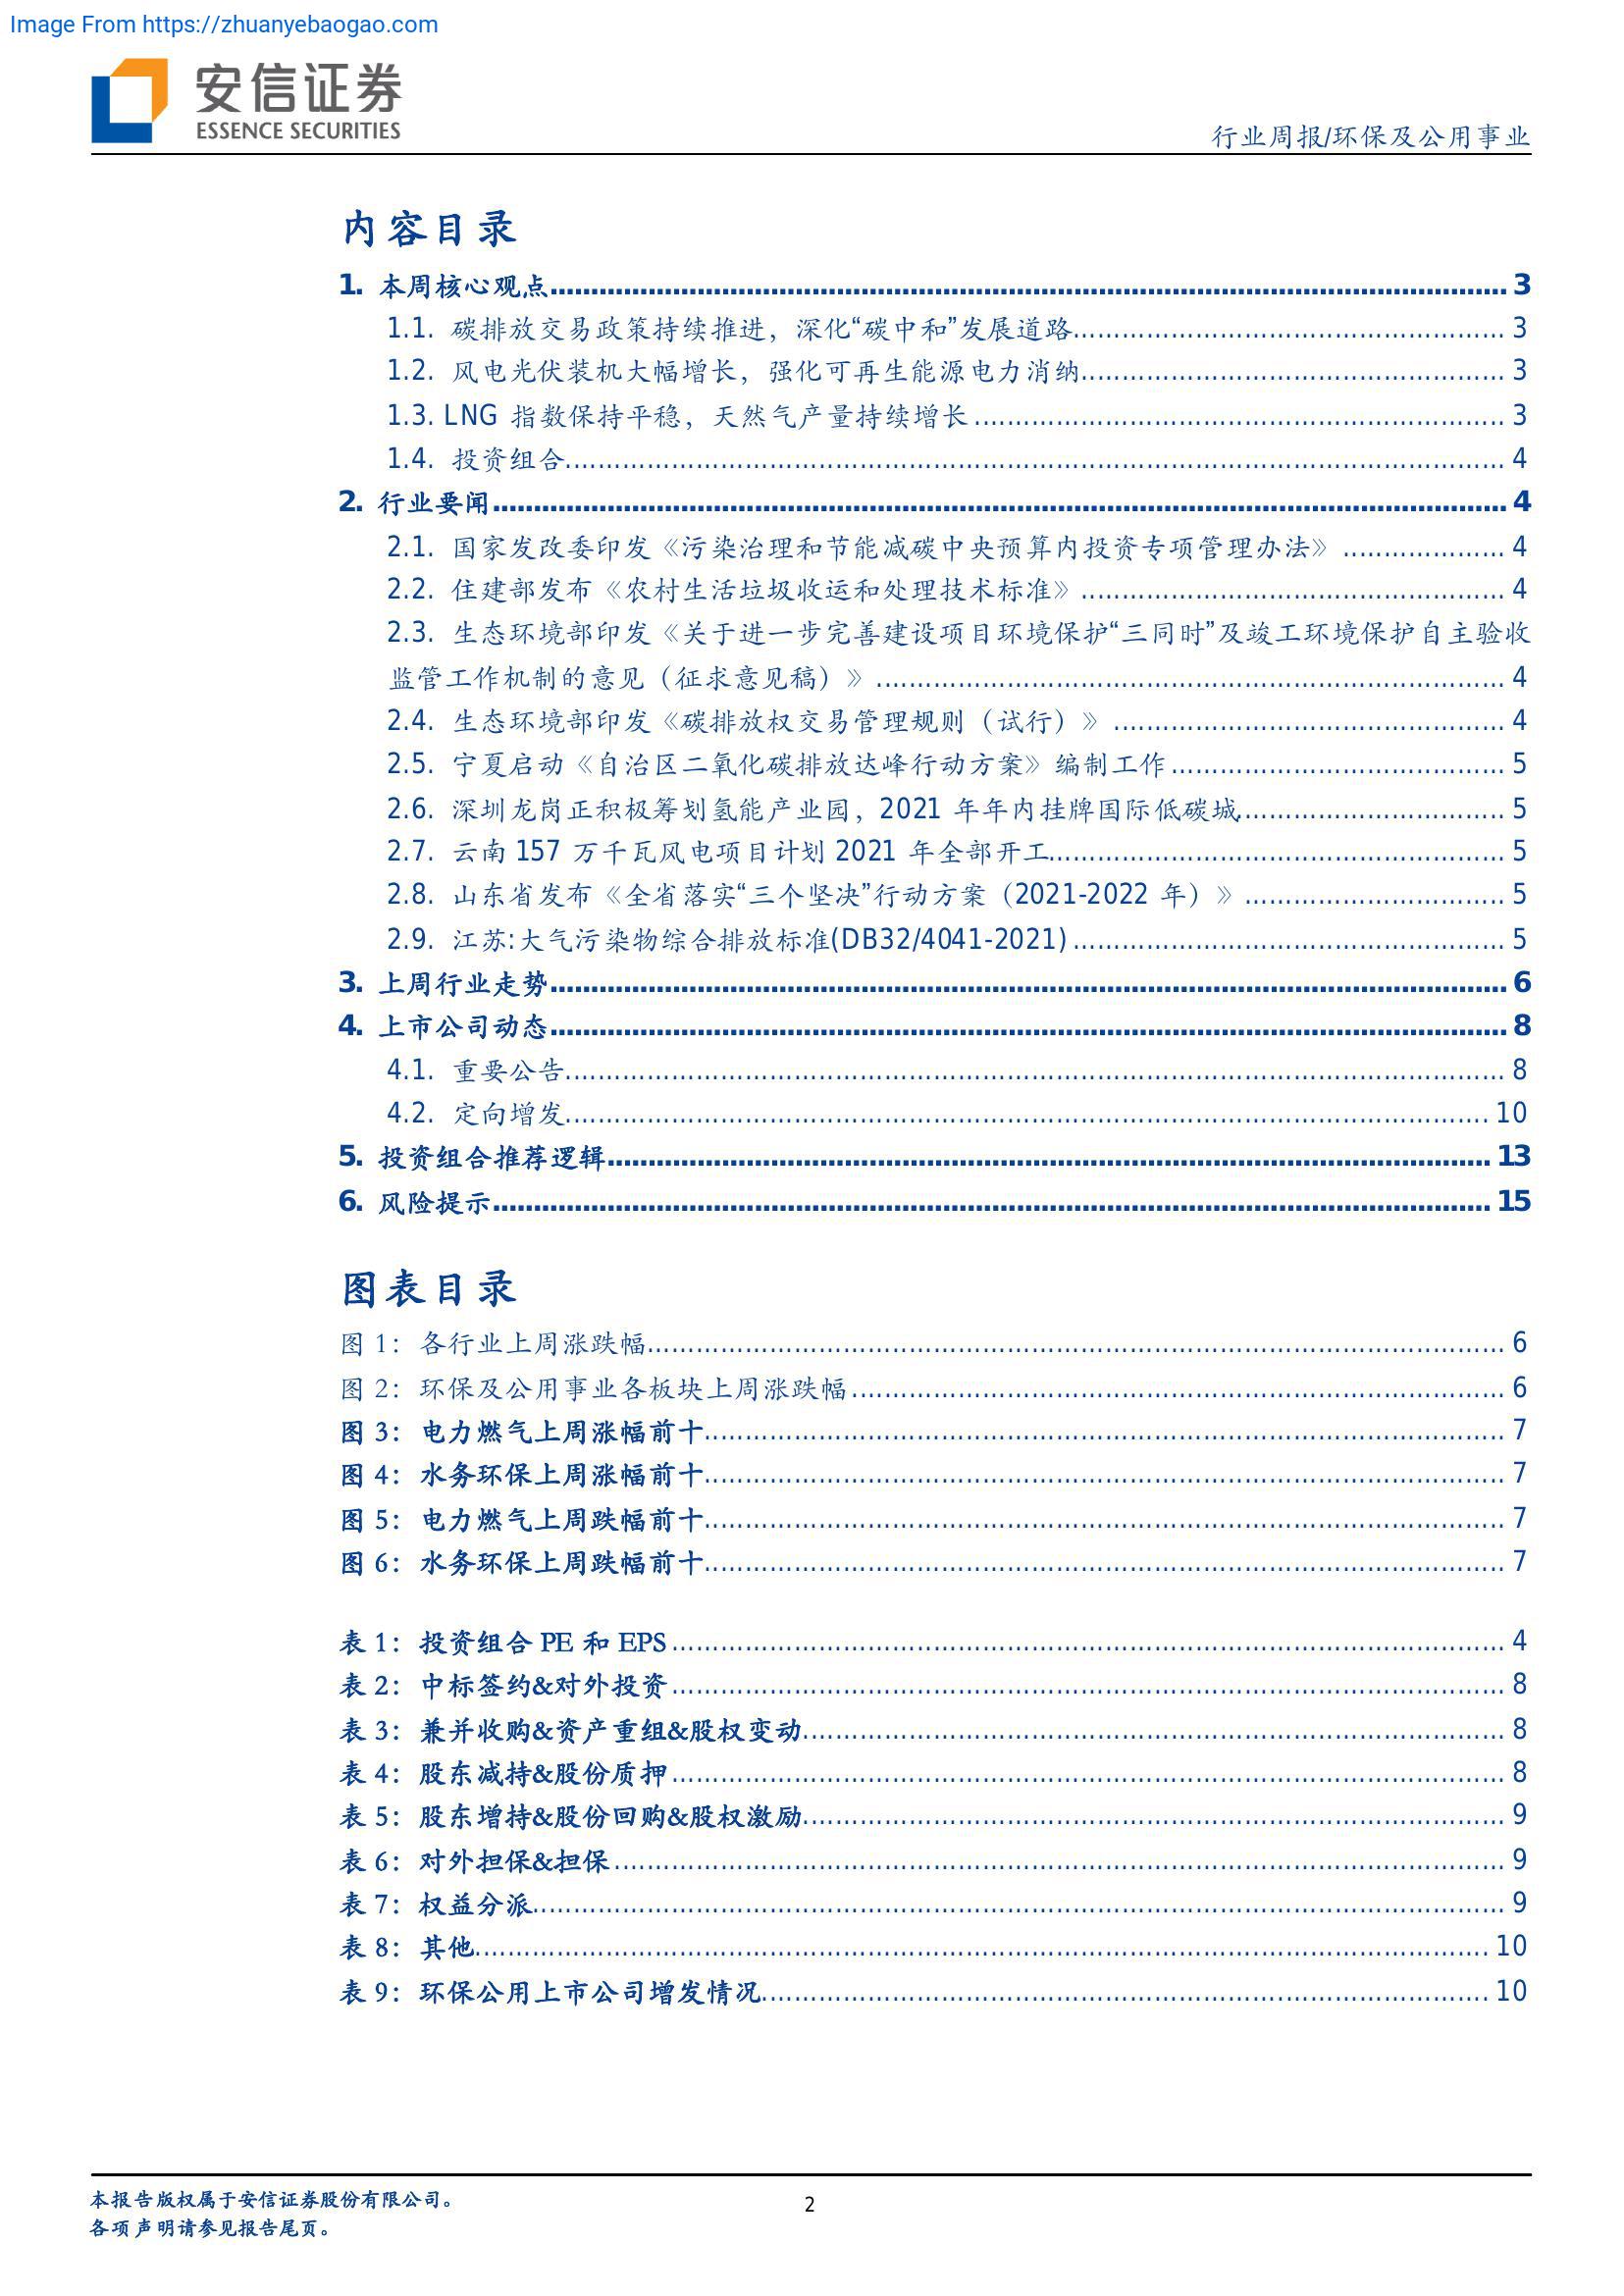 Image From https://zhuanyebaogao.com
安信证券
ESSENCE SECURITIES
行业周报/环保及公用事业
内容目录
1. 本周核心观点 3
1.1. 碳排放交易政策持续推进，深化“碳中和”发展道路 3
1.2. 风电光伏装机大幅增长，强化可再生能源电力消纳 3
1.3. LNG 指数保持平稳，天然气产量持续增长 3
1.4. 投资组合 4
2. 行业要闻 4
2.1. 国家发改委印发《污染治理和节能减碳中央预算内投资专项管理办法》 4
2.2. 住建部发布《农村生活垃圾收运和处理技术标准》 4
2.3. 生态环境部印发《关于进一步完善建设项目环境保护“三同时”及竣工环境保护自主验收
监管工作机制的意见（征求意见稿）》 4
2.4. 生态环境部印发《碳排放权交易管理规则（试行）》 4
2.5. 宁夏启动《自治区二氧化碳排放达峰行动方案》编制工作 5
2.6. 深圳龙岗正积极筹划氢能产业园，2021 年年内挂牌国际低碳城 5
2.7. 云南 157 万千瓦风电项目计划 2021 年全部开工 5
2.8. 山东省发布《全省落实“三个坚决”行动方案（2021-2022 年）》 5
2.9. 江苏:大气污染物综合排放标准(DB32/4041-2021) 5
3. 上周行业走势 6
4. 上市公司动态 8
4.1. 重要公告 8
4.2. 定向增发 10
5. 投资组合推荐逻辑 13
6. 风险提示 15
图表目录
图 1：各行业上周涨跌幅 6
图 2：环保及公用事业各板块上周涨跌幅 6
图 3：电力燃气上周涨幅前十 7
图 4：水务环保上周涨幅前十 7
图 5：电力燃气上周跌幅前十 7
图 6：水务环保上周跌幅前十 7
表 1：投资组合 PE 和 EPS 4
表 2：中标签约&对外投资 8
表 3：兼并收购&资产重组&股权变动 8
表 4：股东减持&股份质押 8
表 5：股东增持&股份回购&股权激励 9
表 6：对外担保&担保 9
表 7：权益分派 9
表 8：其他 10
表 9：环保公用上市公司增发情况 10
本报告版权属于安信证券股份有限公司。
2
各项声明请参见报告尾页。